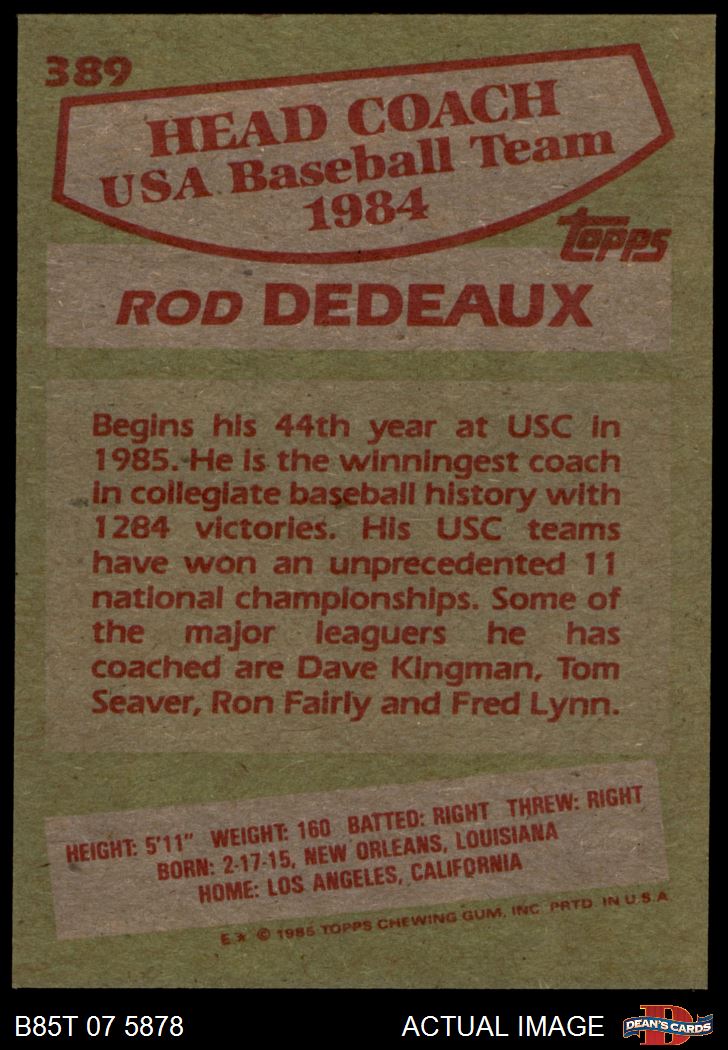 389
HEAD COACH
USA Baseball Team
1984
topps
ROD DEDEAUX
Begins his 44th year at USC in
1985. He is the winningest coach
in collegiate baseball history with
1284 victories. His USC teams
have won an unprecedented 11
national championships. Some of
the major leaguers he has
coached are Dave Kingman, Tom
Seaver, Ron Fairly and Fred Lynn.
HEIGHT: 5'11" WEIGHT: 160 BATTED: RIGHT THREW: RIGHT
BORN: 2-17-15, NEW ORLEANS, LOUISIANA
HOME: LOS ANGELES, CALIFORNIA
E* © 1985 TOPPS CHEWING GUM, INC. PRTD. IN U.S.A.
B85T 07 5878
ACTUAL IMAGE
D
DEAN'S CARDS